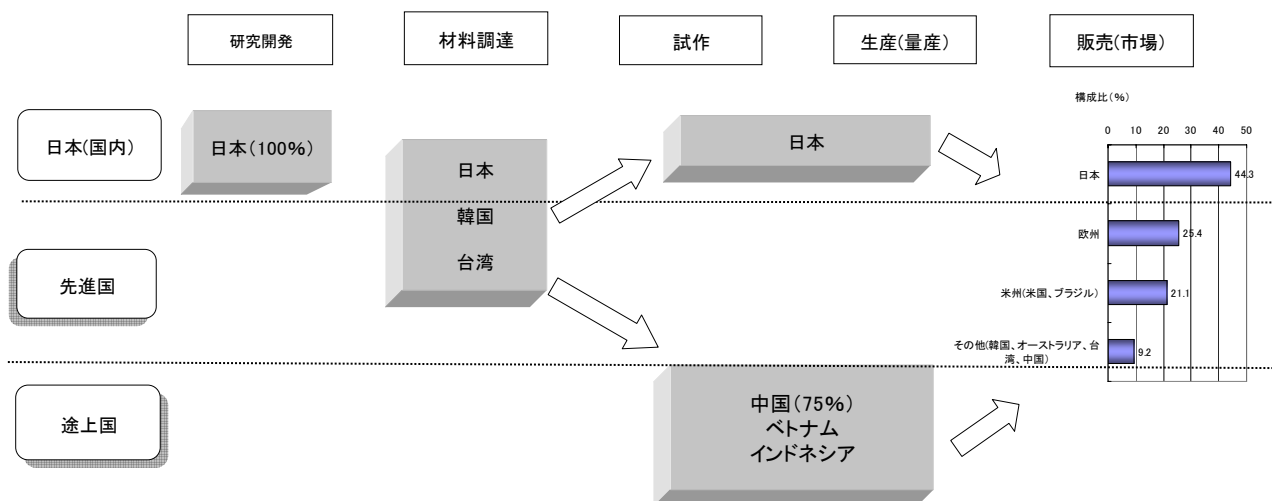 研究開発
材料調達
試作
生産(量産)
販売(市場)
構成比(%)
0 10 20 30 40 50
日本(国内)
日本(100%)
日本
韓国
台湾
日本
日本 44.3
欧州 25.4
米州(米国、ブラジル) 21.1
その他(韓国、オーストラリア、台
湾、中国) 9.2
先進国
途上国
中国(75%)
ベトナム
インドネシア